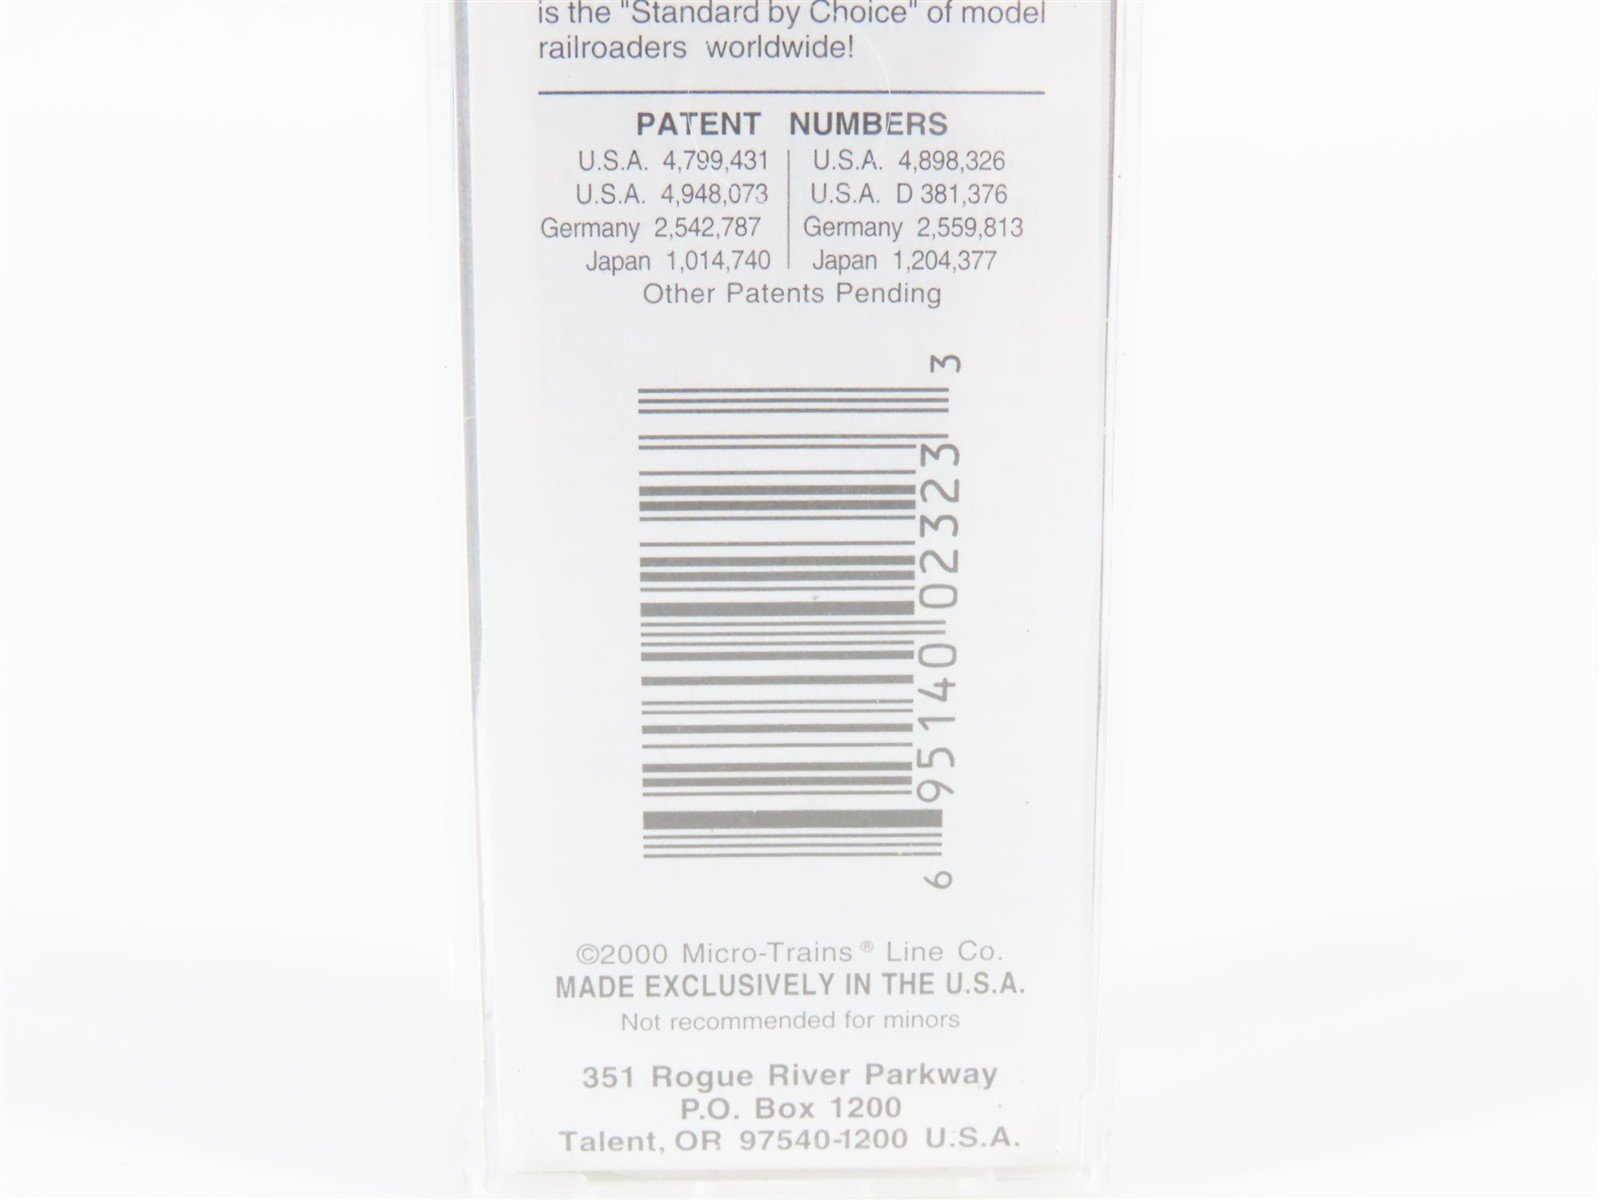 is the "Standard by Choice" of model
railroaders worldwide!
PATENT NUMBERS
U.S.A. 4,799,431 U.S.A. 4,898,326
U.S.A. 4,948,073 U.S.A. D 381,376
Germany 2,542,787 Germany 2,559,813
Japan 1,014,740 Japan 1,204,377
Other Patents Pending
6 95140 02323 3
©2000 Micro-Trains® Line Co.
MADE EXCLUSIVELY IN THE U.S.A.
Not recommended for minors
351 Rogue River Parkway
P.O. Box 1200
Talent, OR 97540-1200 U.S.A.